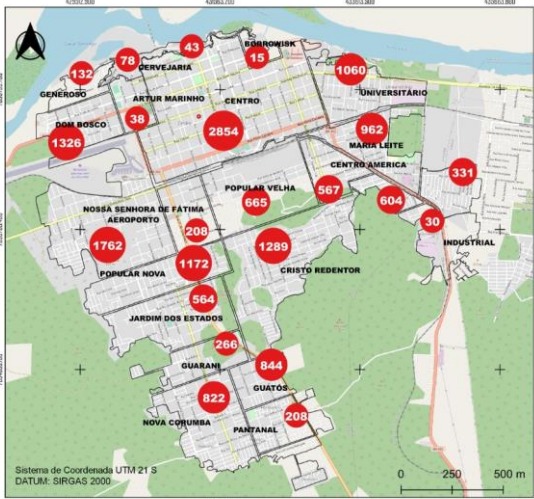 43
BORROWISK
15
78
CERVEJARIA
132
GENEROSO
1060
UNIVERSITÁRIO
ARTUR MARINHO
CENTRO
38
DOM BOSCO
1326
2854
962
MARIA LEITE
CENTRO AMERICA
331
POPULAR VELHA
567
665
604
NOSSA SENHORA DE FÁTIMA
AEROPORTO
208
30
1762
1289
INDUSTRIAL
1172
CRISTO REDENTOR
POPULAR NOVA
564
JARDIM DOS ESTADOS
266
GUARANI
844
GUATÓS
822
208
NOVA CORUMBÁ
PANTANAL
Sistema de Coordenada UTM 21 S
DATUM: SIRGAS 2000
0 250 500 m